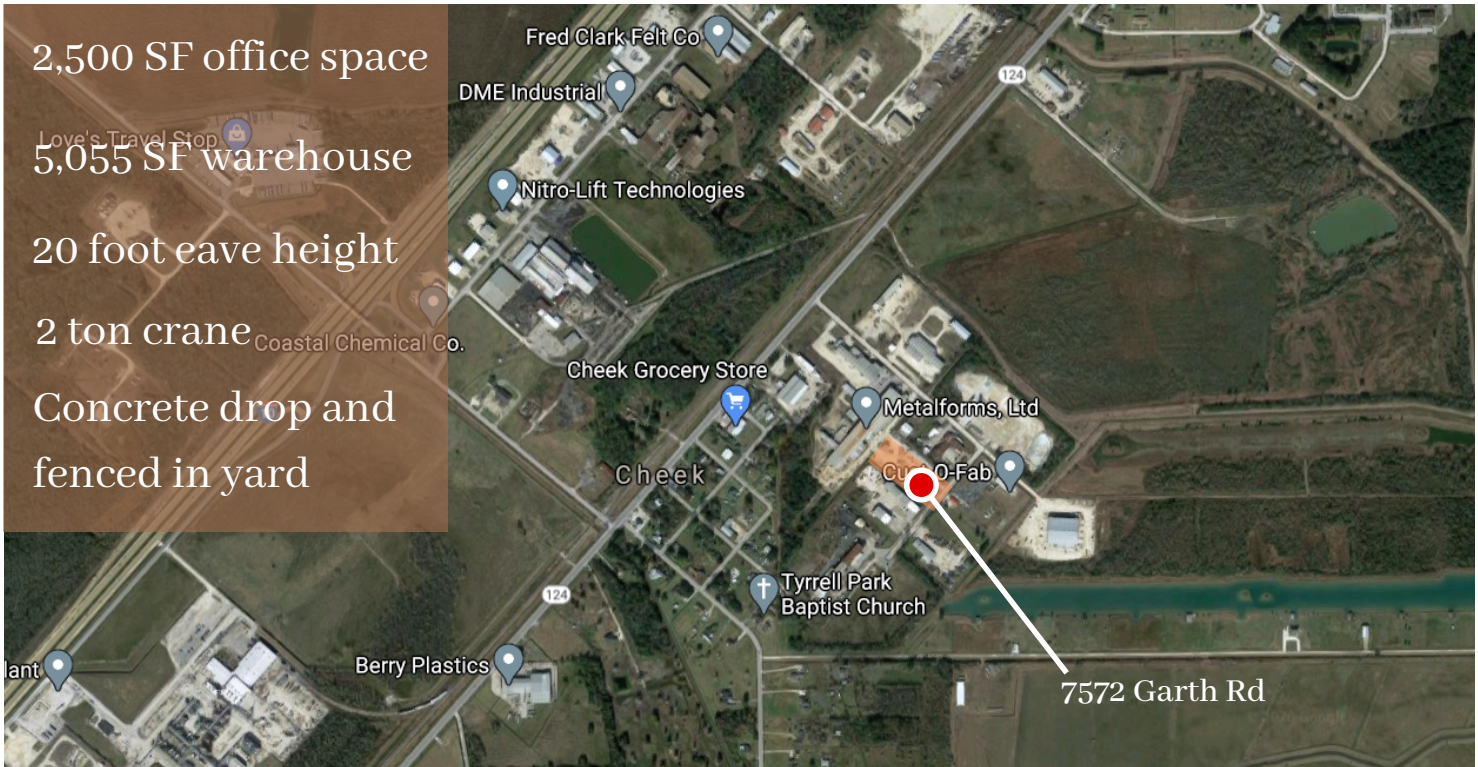 2,500 SF office space
Love's Travel Stop
5,055 SF warehouse
20 foot eave height
2 ton crane
Coastal Chemical Co.
Concrete drop and
fenced in yard
Fred Clark Felt Co
124
DME Industrial
Nitro-Lift Technologies
Cheek Grocery Store
Metalforms, Ltd
Cheek
O-Fab
Tyrrell Park
Baptist Church
124
Berry Plastics
lant
7572 Garth Rd